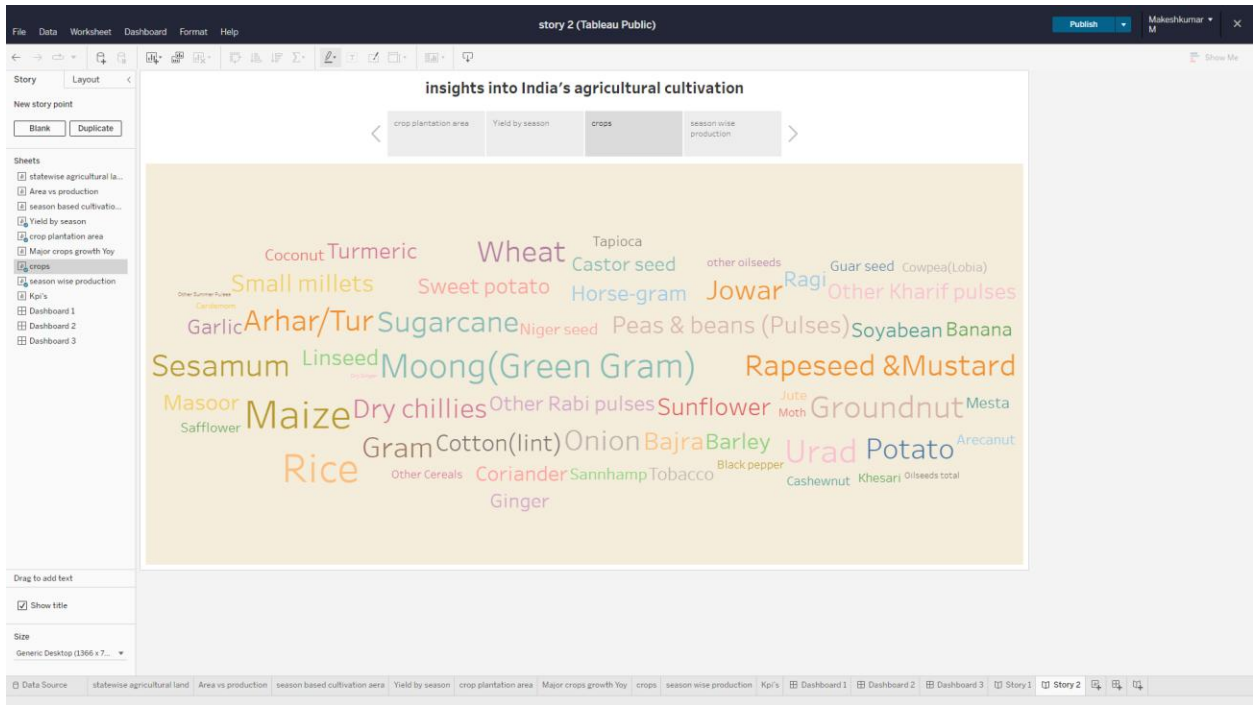 story 2 (Tableau Public)
Publish
Makeshkumar
M
File Data Worksheet Dashboard Format Help
Show Me
Story Layout
New story point
Blank Duplicate
Sheets
statewise agricultural la...
Area vs production
season based cultivatio...
Yield by season
crop plantation area
Major crops growth Yoy
crops
season wise production
Kpi's
Dashboard 1
Dashboard 2
Dashboard 3
Drag to add text
Show title
Size
Generic Desktop (1366 x 7...
insights into India's agricultural cultivation
crop plantation area
Yield by season
crops
season wise
production
Coconut Turmeric Wheat Tapioca
Castor seed other oilseeds Guar seed Cowpea(Lobia)
Other Summer Pulses Small millets Sweet potato Horse-gram Jowar Ragi Other Kharif pulses
Cardamom
Garlic Arhar/Tur Sugarcane Niger seed Peas & beans (Pulses) Soyabean Banana
Sesamum Linseed Moong(Green Gram) Rapeseed &Mustard
Masoor Maize Dry chillies Other Rabi pulses Sunflower Jute Moth Groundnut Mesta
Safflower Gram Cotton(lint) Onion Bajra Barley Urad Potato Arecanut
Rice Other Cereals Coriander Sannhamp Tobacco Black pepper Cashewnut Khesari Oilseeds total
Ginger
Data Source statewise agricultural land Area vs production season based cultivation aera Yield by season crop plantation area Major crops growth Yoy crops season wise production Kpi's Dashboard 1 Dashboard 2 Dashboard 3 Story 1 Story 2